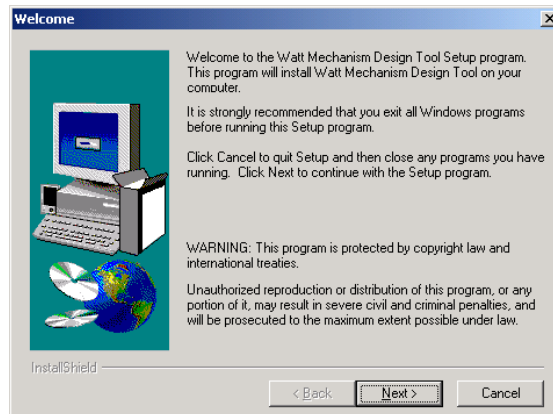 Welcome
Welcome to the Watt Mechanism Design Tool Setup program.
This program will install Watt Mechanism Design Tool on your
computer.
It is strongly recommended that you exit all Windows programs
before running this Setup program.
Click Cancel to quit Setup and then close any programs you have
running. Click Next to continue with the Setup program.
WARNING: This program is protected by copyright law and
international treaties.
Unauthorized reproduction or distribution of this program, or any
portion of it, may result in severe civil and criminal penalties, and
will be prosecuted to the maximum extent possible under law.
InstallShield
< Back Next > Cancel